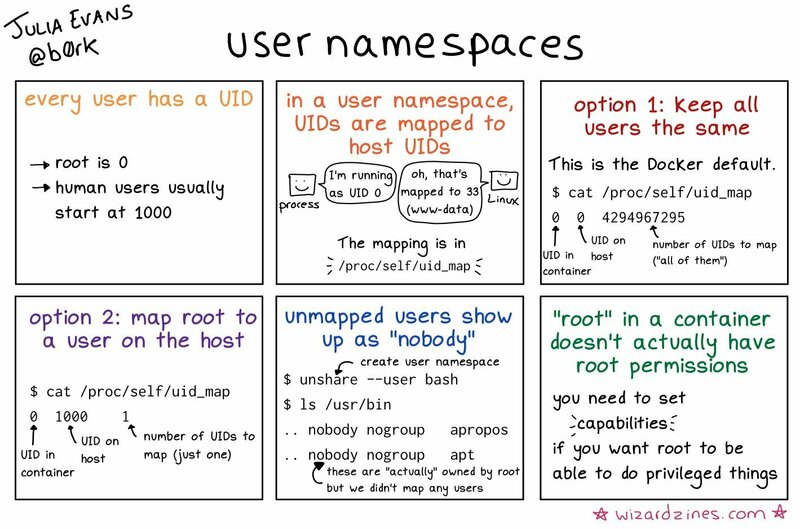 JULIA EVANS
@b0rk
user namespaces
every user has a UID
→ root is 0
→ human users usually
start at 1000
in a user namespace,
UIDs are mapped to
host UIDs
I'm running
as UID 0
process
oh, that's
mapped to 33
(www-data)
Linux
The mapping is in
/proc/self/uid_map
option 1: Keep all
users the same
This is the Docker default.
$ cat /proc/self/uid_map
0 0 4294967295
UID in
container
UID on
host
number of UIDs to map
("all of them")
option 2: map root to
a user on the host
$ cat /proc/self/uid_map
0 1000 1
UID in
container
UID on
host
number of UIDs to
map (just one)
unmapped users show
up as "nobody"
create user namespace
$ unshare --user bash
$ ls /usr/bin
.. nobody nogroup apropos
.. nobody nogroup apt
these are "actually" owned by root
but we didn't map any users
"root" in a container
doesn't actually have
root permissions
you need to set
capabilities
if you want root to be
able to do privileged things
☆ wizardzines.com ☆